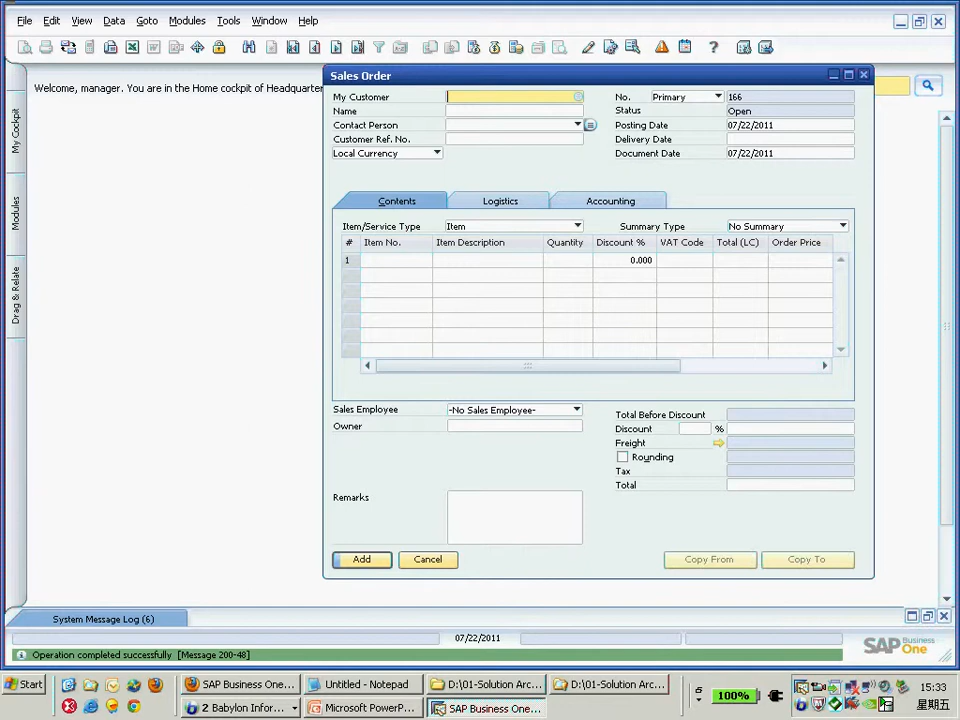 File Edit View Data Goto Modules Tools Window Help
Welcome, manager. You are in the Home cockpit of Headquarter
My Cockpit
Modules
Drag & Relate
Sales Order
My Customer
Name
Contact Person
Customer Ref. No.
Local Currency
No. Primary 166
Status Open
Posting Date 07/22/2011
Delivery Date
Document Date 07/22/2011
Contents Logistics Accounting
Item/Service Type Item Summary Type No Summary
# Item No. Item Description Quantity Discount % VAT Code Total (LC) Order Price
1 0.000
Sales Employee -No Sales Employee-
Owner
Total Before Discount
Discount %
Freight
Rounding
Tax
Total
Remarks
Add Cancel Copy From Copy To
System Message Log (6)
07/22/2011
Operation completed successfully [Message 200-48]
SAP Business One
Start SAP Business One... Untitled - Notepad D:\01-Solution Arc... D:\01-Solution Arc... 100% 15:33
2 Babylon Infor... Microsoft PowerP... SAP Business One... 星期五